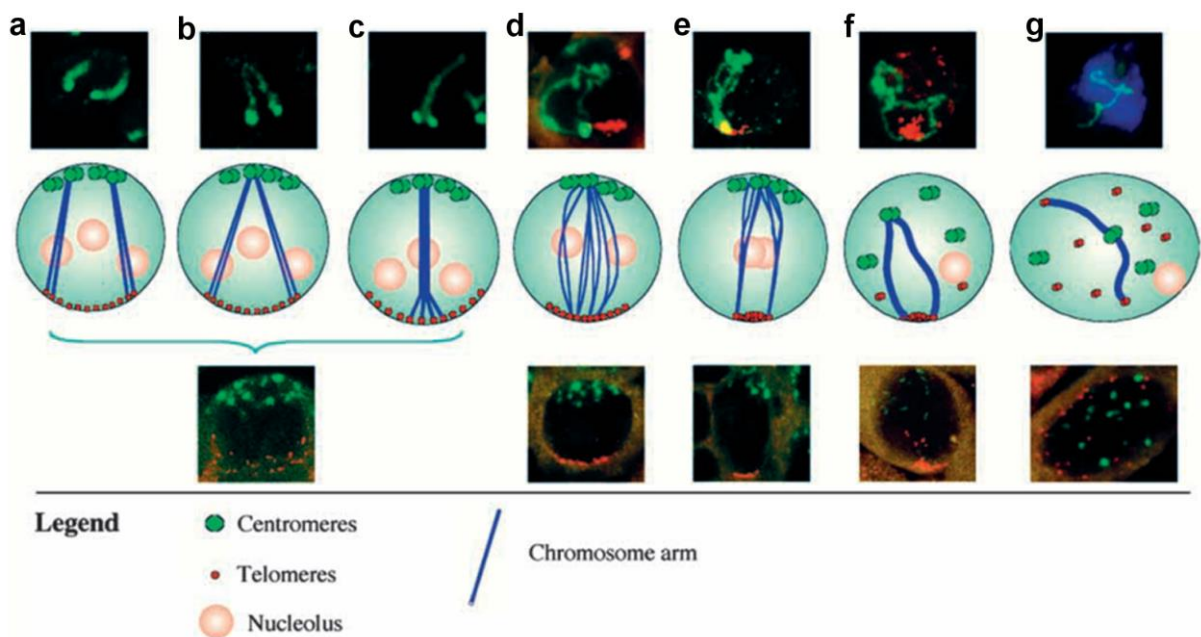 a b c d e f g
Legend
Centromeres
Telomeres
Nucleolus
Chromosome arm